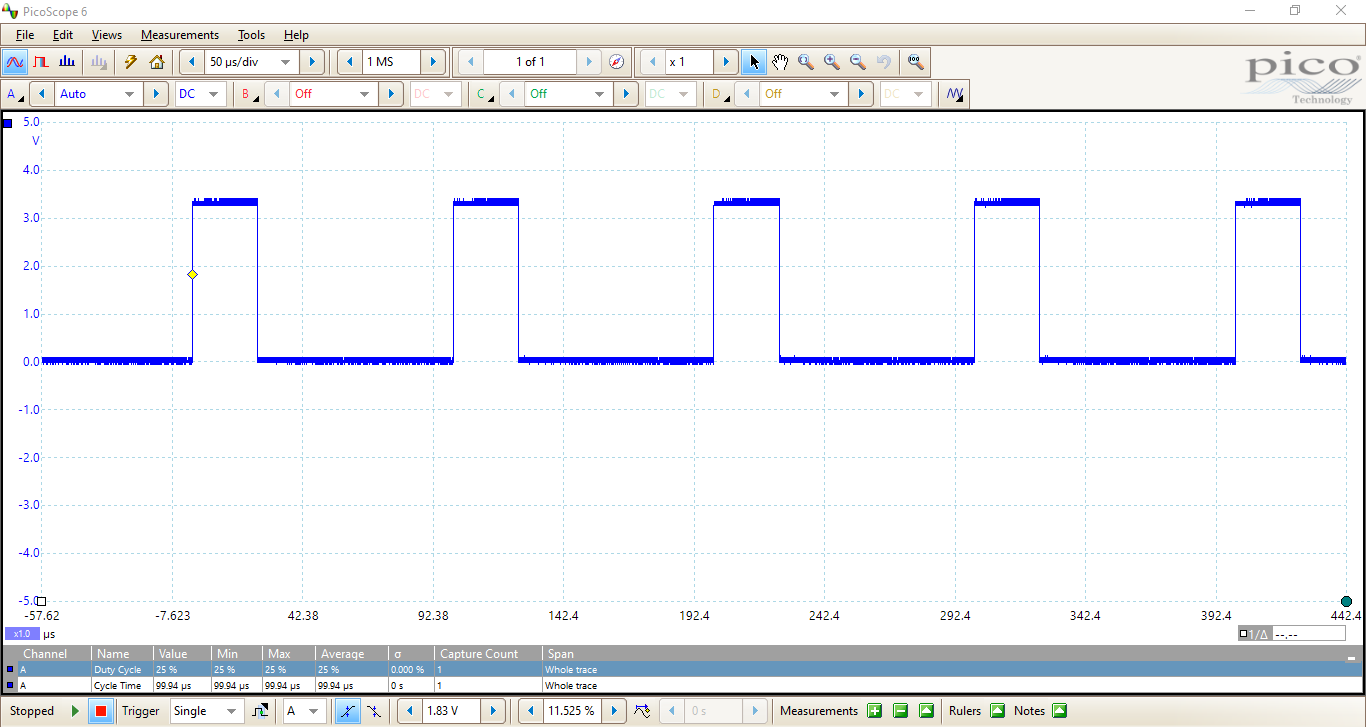 PicoScope 6
File Edit Views Measurements Tools Help
50 µs/div 1 MS 1 of 1 x 1
pico
Technology
A Auto DC B Off DC C Off DC D Off DC
5.0
V
4.0
3.0
2.0
1.0
0.0
-1.0
-2.0
-3.0
-4.0
-5.0
-57.62 -7.623 42.38 92.38 142.4 192.4 242.4 292.4 342.4 392.4 442.4
x1.0 µs 1/Δ --.--
Channel Name Value Min Max Average σ Capture Count Span
A Duty Cycle 25 % 25 % 25 % 25 % 0.000 % 1 Whole trace
A Cycle Time 99.94 µs 99.94 µs 99.94 µs 99.94 µs 0 s 1 Whole trace
Stopped Trigger Single A 1.83 V 11.525 % 0 s Measurements Rulers Notes